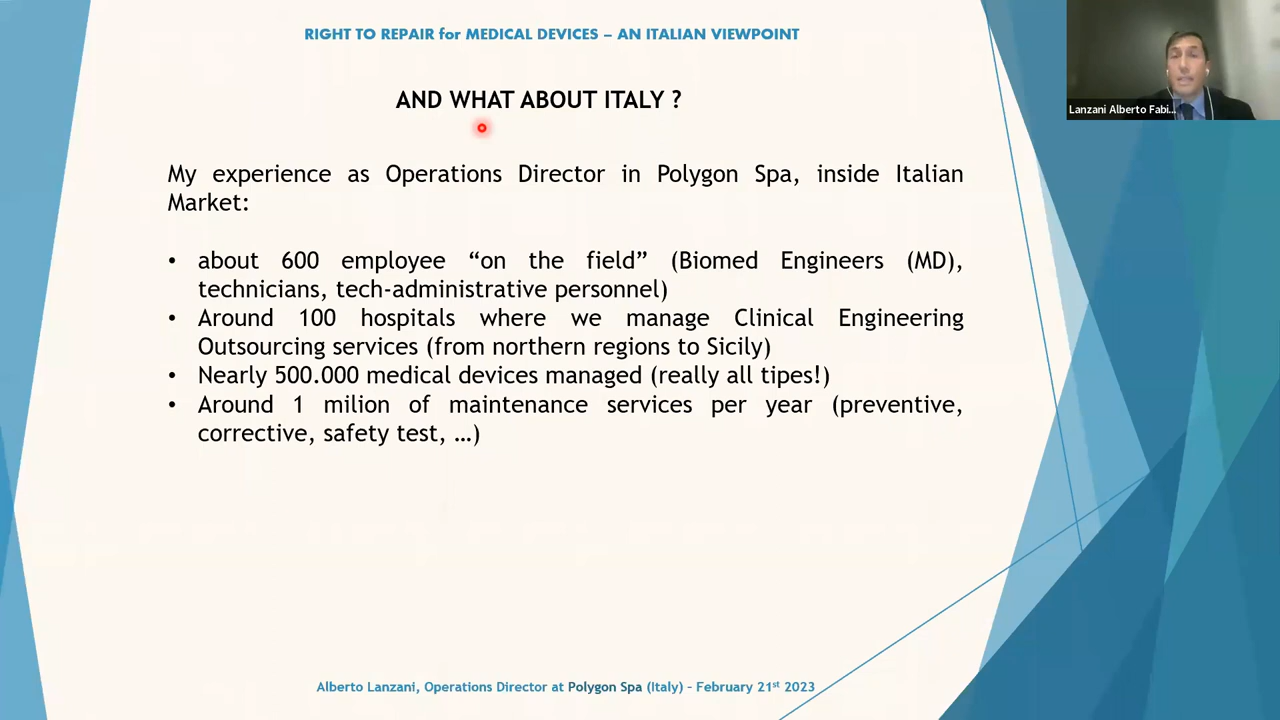 RIGHT TO REPAIR for MEDICAL DEVICES – AN ITALIAN VIEWPOINT
Lanzani Alberto Fabi...
AND WHAT ABOUT ITALY ?
My experience as Operations Director in Polygon Spa, inside Italian
Market:
• about 600 employee “on the field” (Biomed Engineers (MD),
technicians, tech-administrative personnel)
• Around 100 hospitals where we manage Clinical Engineering
Outsourcing services (from northern regions to Sicily)
• Nearly 500.000 medical devices managed (really all tipes!)
• Around 1 milion of maintenance services per year (preventive,
corrective, safety test, …)
Alberto Lanzani, Operations Director at Polygon Spa (Italy) – February 21st 2023